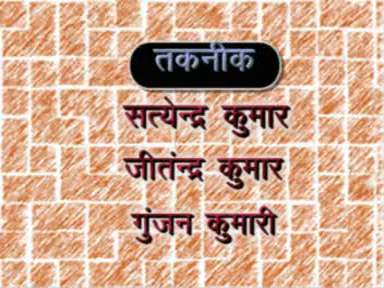 तकनीक
सत्येन्द्र कुमार
जीतंन्द्र कुमार
गुंजन कुमारी